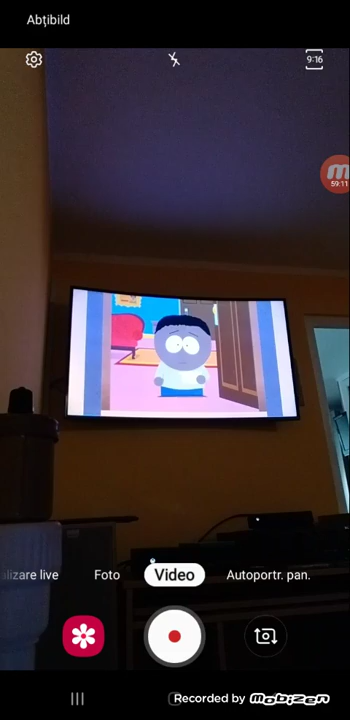 Abțibild
9:16
59:11
lizare live
Foto
Video
Autoportr. pan.
Recorded by Mobizen